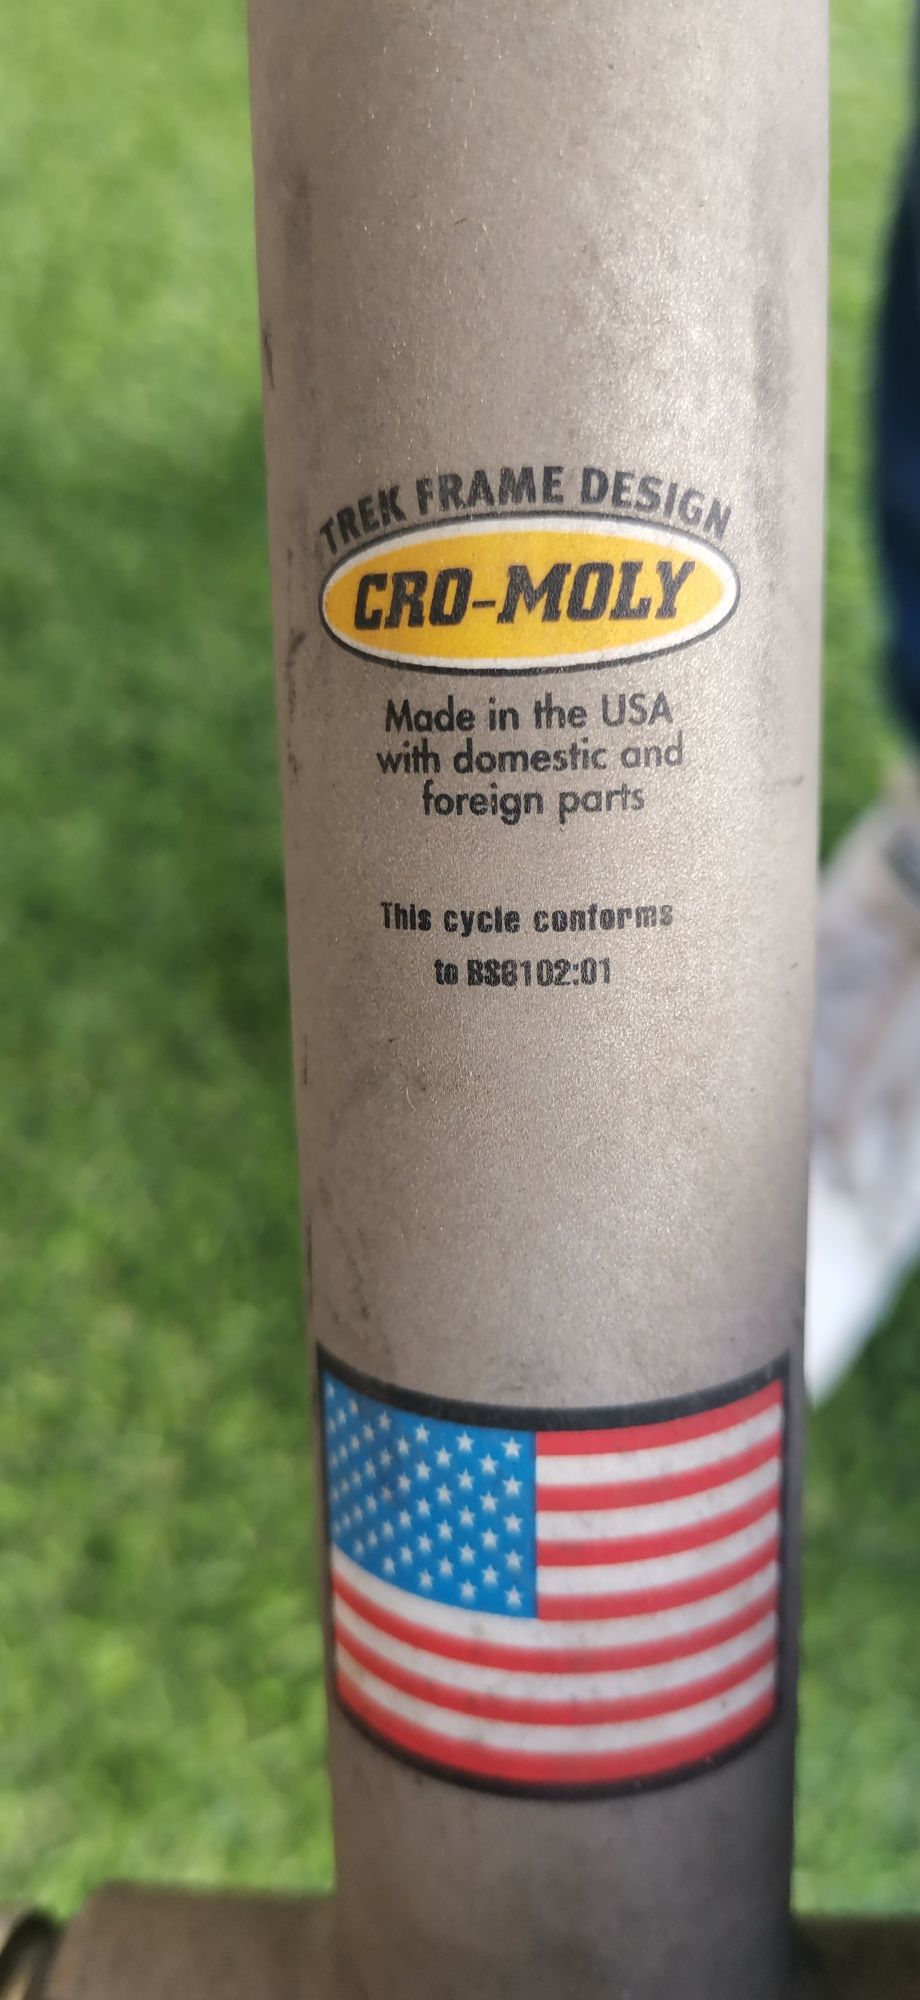 TREK FRAME DESIGN
CRO-MOLY
Made in the USA
with domestic and
foreign parts
This cycle conforms
to BS6102:01